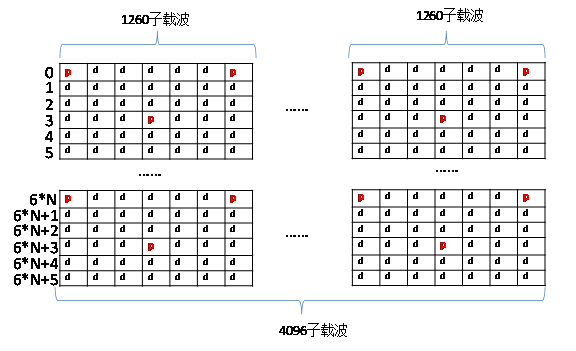 1260子载波 1260子载波
0 p d d d d d p p d d d d d p
1 d d d d d d d d d d d d d d
2 d d d d d d d ...... d d d d d d d
3 d d d p d d d d d d p d d d
4 d d d d d d d d d d d d d d
5 d d d d d d d d d d d d d d
...... ......
6*N p d d d d d p p d d d d d p
6*N+1 d d d d d d d d d d d d d d
6*N+2 d d d d d d d ...... d d d d d d d
6*N+3 d d d p d d d d d d p d d d
6*N+4 d d d d d d d d d d d d d d
6*N+5 d d d d d d d d d d d d d d
4096子载波